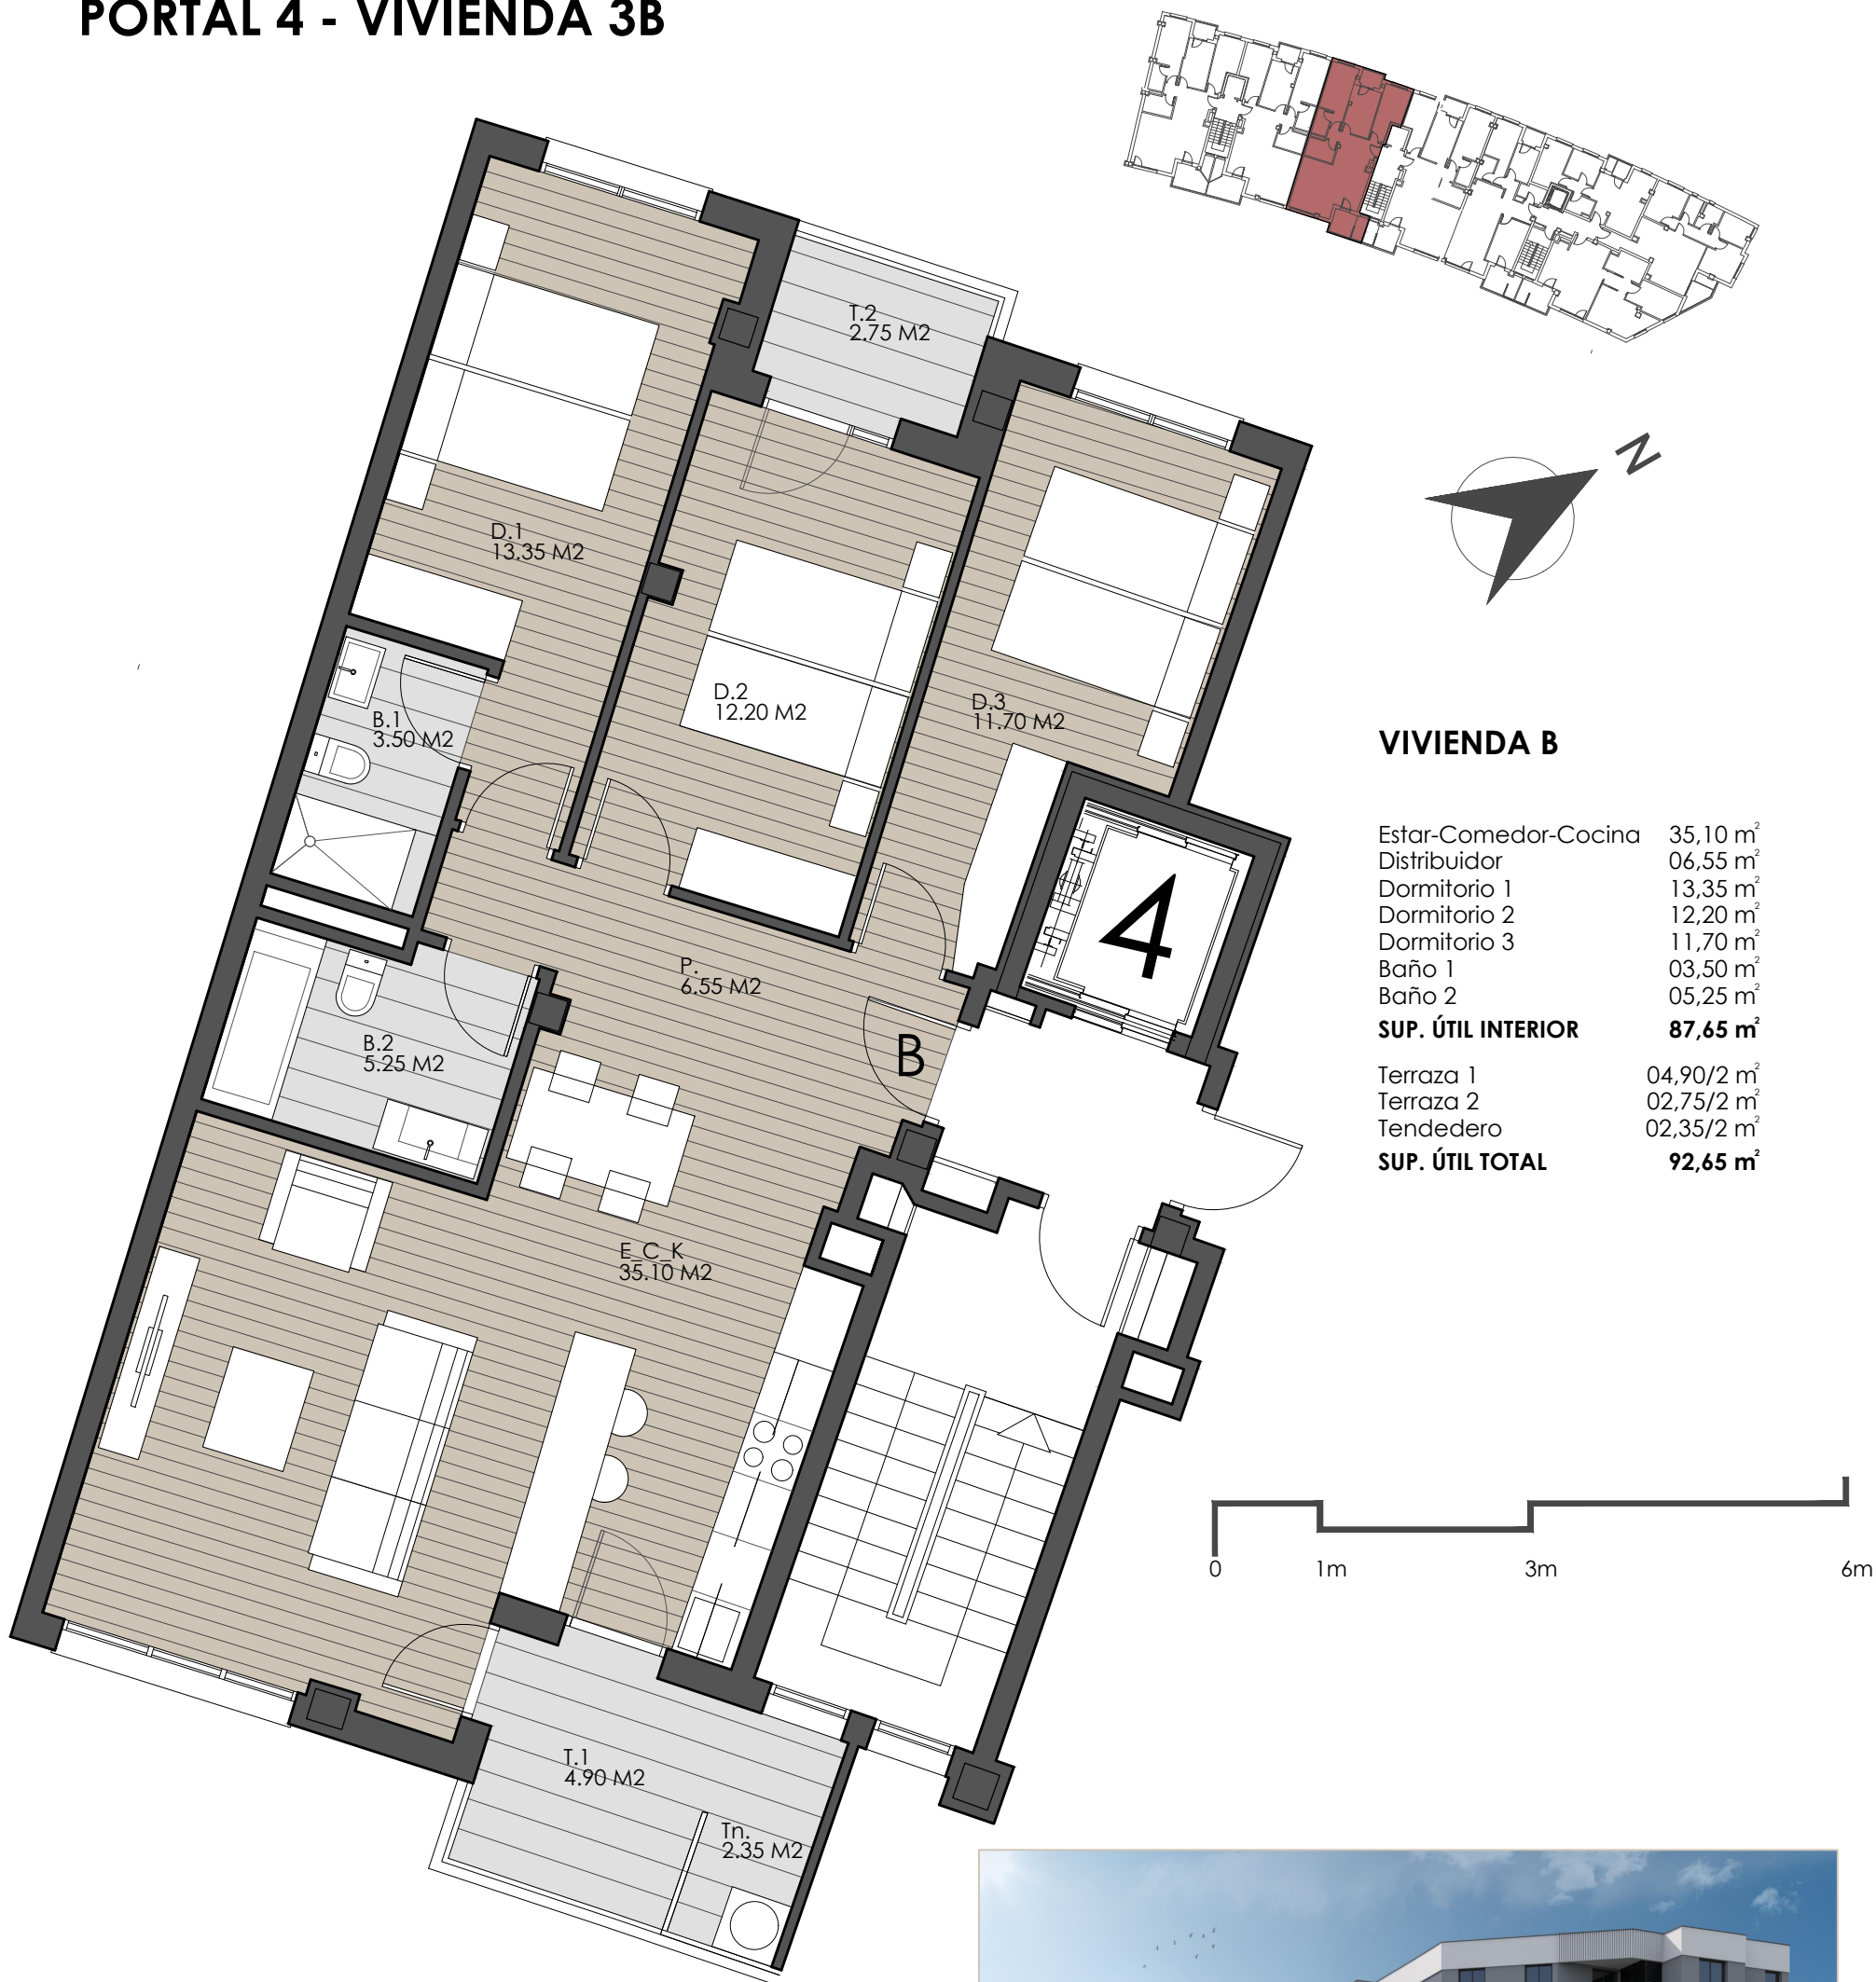 PORTAL 4 - VIVIENDA 3B
T.2
2.75 M2
N
D.1
13.35 M2
D.2
12.20 M2
D.3
11.70 M2
B.1
3.50 M2
4
P.
6.55 M2
B
B.2
5.25 M2
E_C_K
35.10 M2
T.1
4.90 M2
Tn.
2.35 M2
VIVIENDA B
Estar-Comedor-Cocina 35,10 m²
Distribuidor 06,55 m²
Dormitorio 1 13,35 m²
Dormitorio 2 12,20 m²
Dormitorio 3 11,70 m²
Baño 1 03,50 m²
Baño 2 05,25 m²
SUP. ÚTIL INTERIOR 87,65 m²
Terraza 1 04,90/2 m²
Terraza 2 02,75/2 m²
Tendedero 02,35/2 m²
SUP. ÚTIL TOTAL 92,65 m²
0 1m 3m 6m